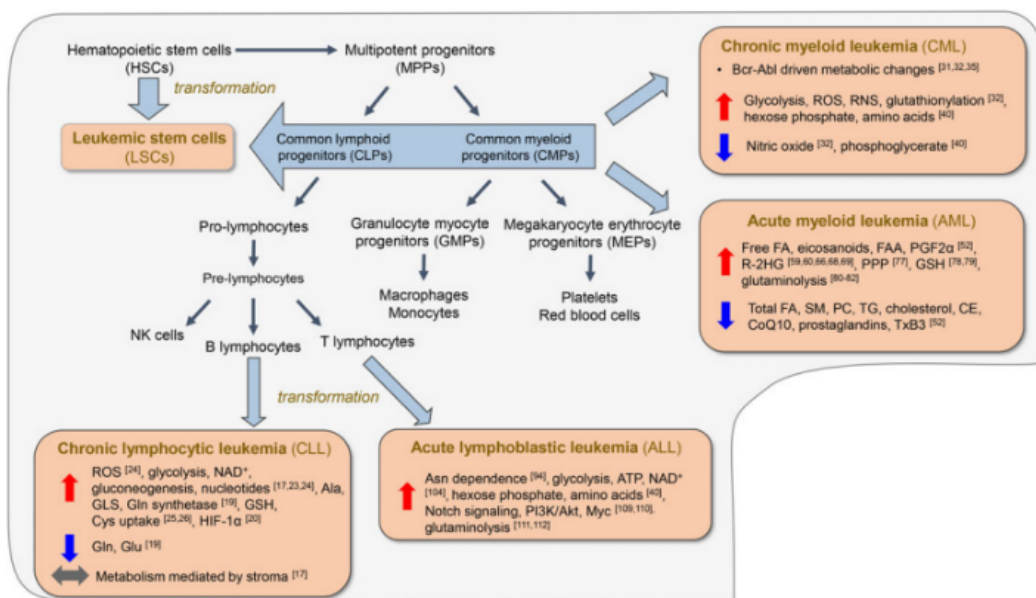 Hematopoietic stem cells
(HSCs)
Multipotent progenitors
(MPPs)
transformation
Leukemic stem cells
(LSCs)
Common lymphoid
progenitors (CLPs)
Common myeloid
progenitors (CMPs)
Pro-lymphocytes
Granulocyte myocyte
progenitors (GMPs)
Megakaryocyte erythrocyte
progenitors (MEPs)
Pre-lymphocytes
Macrophages
Monocytes
Platelets
Red blood cells
NK cells
B lymphocytes
T lymphocytes
transformation
Chronic myeloid leukemia (CML)
• Bcr-Abl driven metabolic changes [31,32,35]
Glycolysis, ROS, RNS, glutathionylation [32],
hexose phosphate, amino acids [40]
Nitric oxide [32], phosphoglycerate [40]
Acute myeloid leukemia (AML)
Free FA, eicosanoids, FAA, PGF2α [52],
R-2HG [59,60,66,68,69], PPP [77], GSH [78,79],
glutaminolysis [80-82]
Total FA, SM, PC, TG, cholesterol, CE,
CoQ10, prostaglandins, TxB3 [52]
Chronic lymphocytic leukemia (CLL)
ROS [24], glycolysis, NAD⁺,
gluconeogenesis, nucleotides [17,23,24], Ala,
GLS, Gln synthetase [19], GSH,
Cys uptake [25,26], HIF-1α [20]
Gln, Glu [19]
Metabolism mediated by stroma [17]
Acute lymphoblastic leukemia (ALL)
Asn dependence [94], glycolysis, ATP, NAD⁺
[104], hexose phosphate, amino acids [40],
Notch signaling, PI3K/Akt, Myc [109,110],
glutaminolysis [111,112]